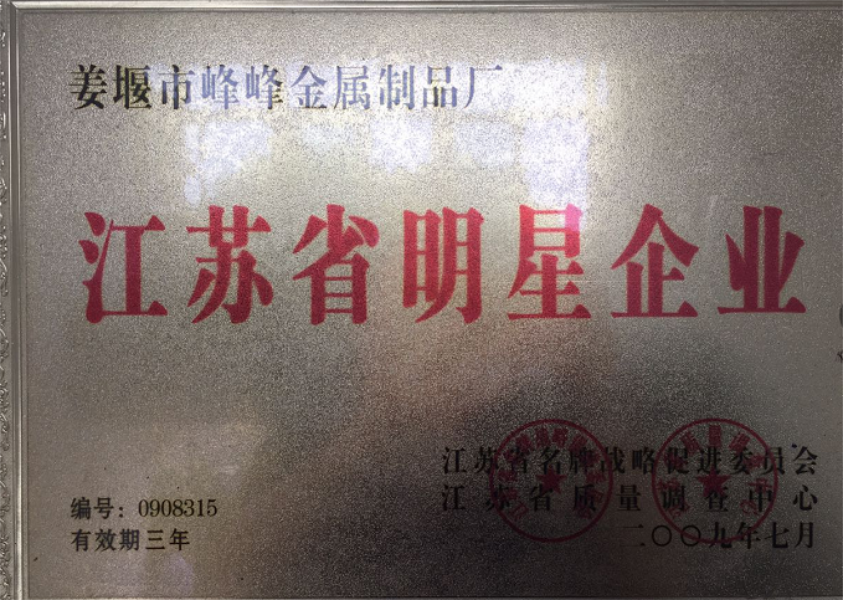 姜堰市峰峰金属制品厂
江苏省明星企业
江苏省名牌战略促进委员会
江苏省质量调查中心
编号：0908315
有效期三年
二〇〇九年七月